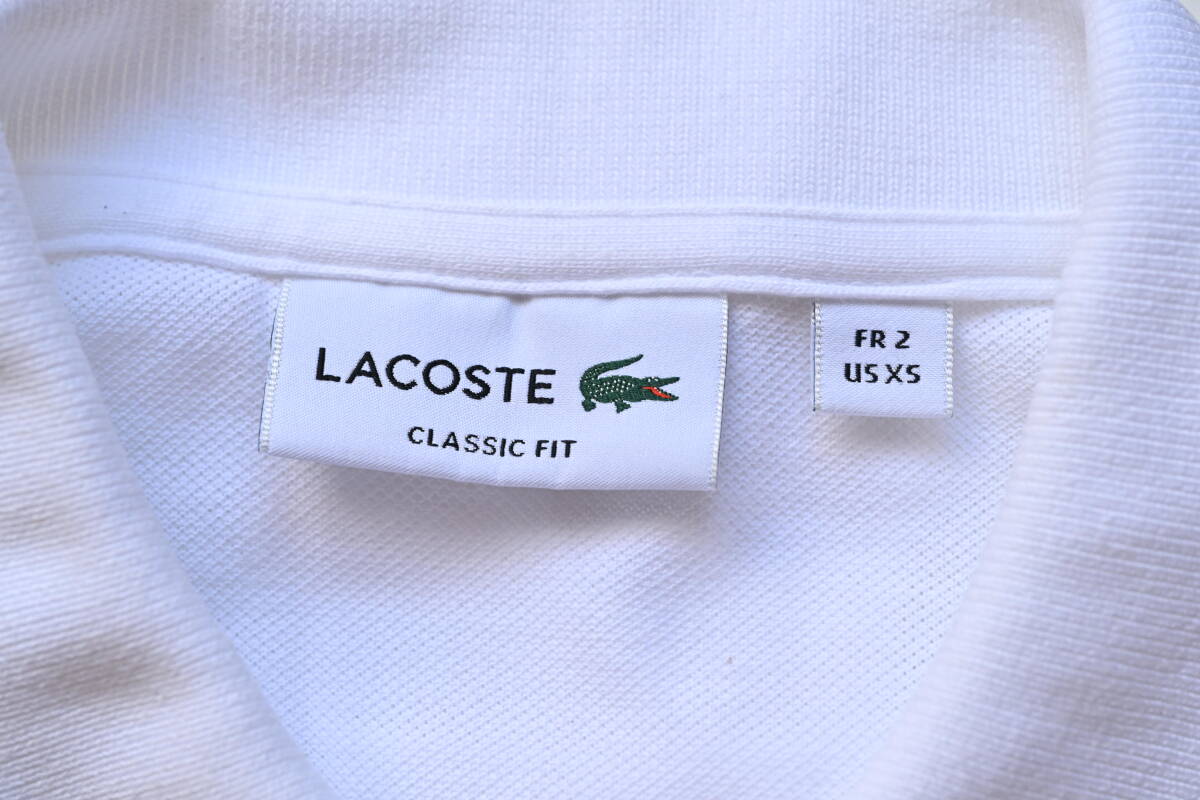 LACOSTE
CLASSIC FIT
FR 2
US XS